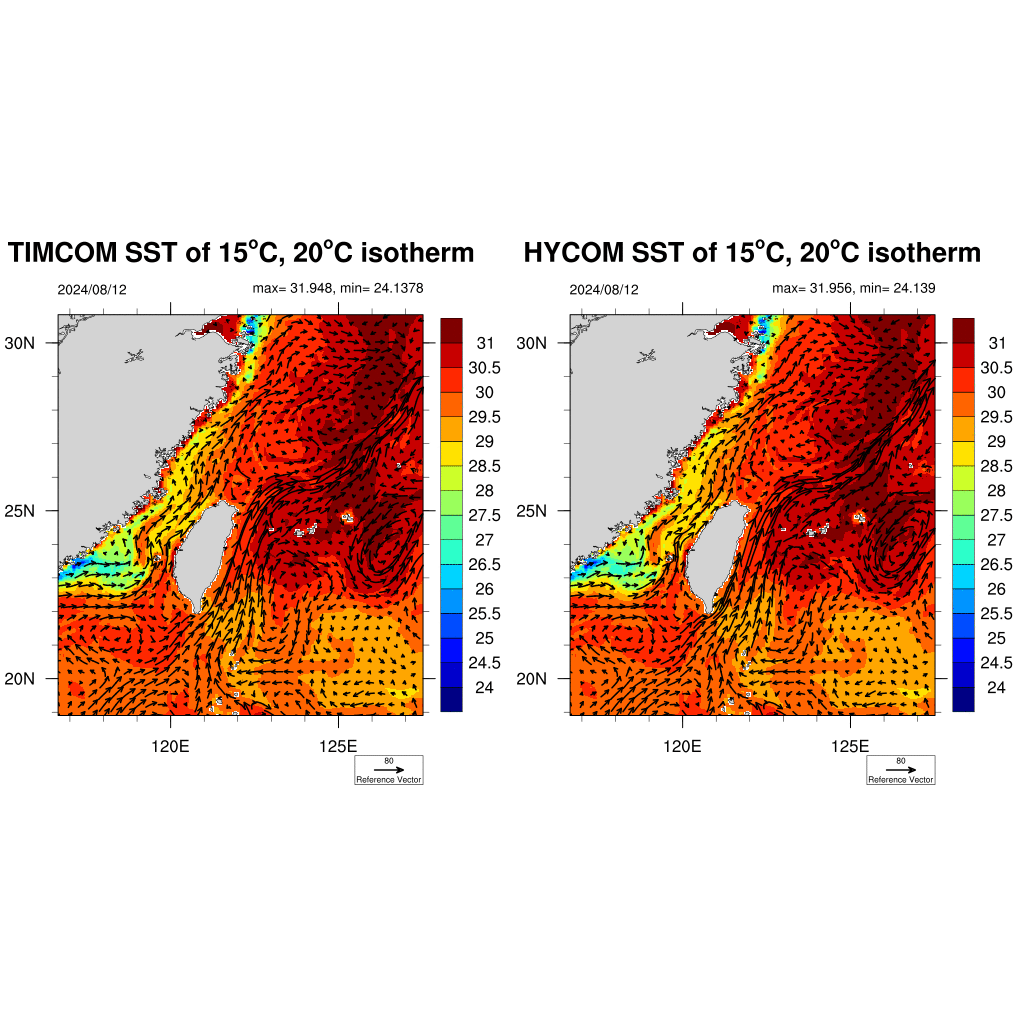 TIMCOM SST of 15°C, 20°C isotherm
2024/08/12 max= 31.948, min= 24.1378
30N
25N
20N
120E 125E
31
30.5
30
29.5
29
28.5
28
27.5
27
26.5
26
25.5
25
24.5
24
80
Reference Vector
HYCOM SST of 15°C, 20°C isotherm
2024/08/12 max= 31.956, min= 24.139
30N
25N
20N
120E 125E
31
30.5
30
29.5
29
28.5
28
27.5
27
26.5
26
25.5
25
24.5
24
80
Reference Vector